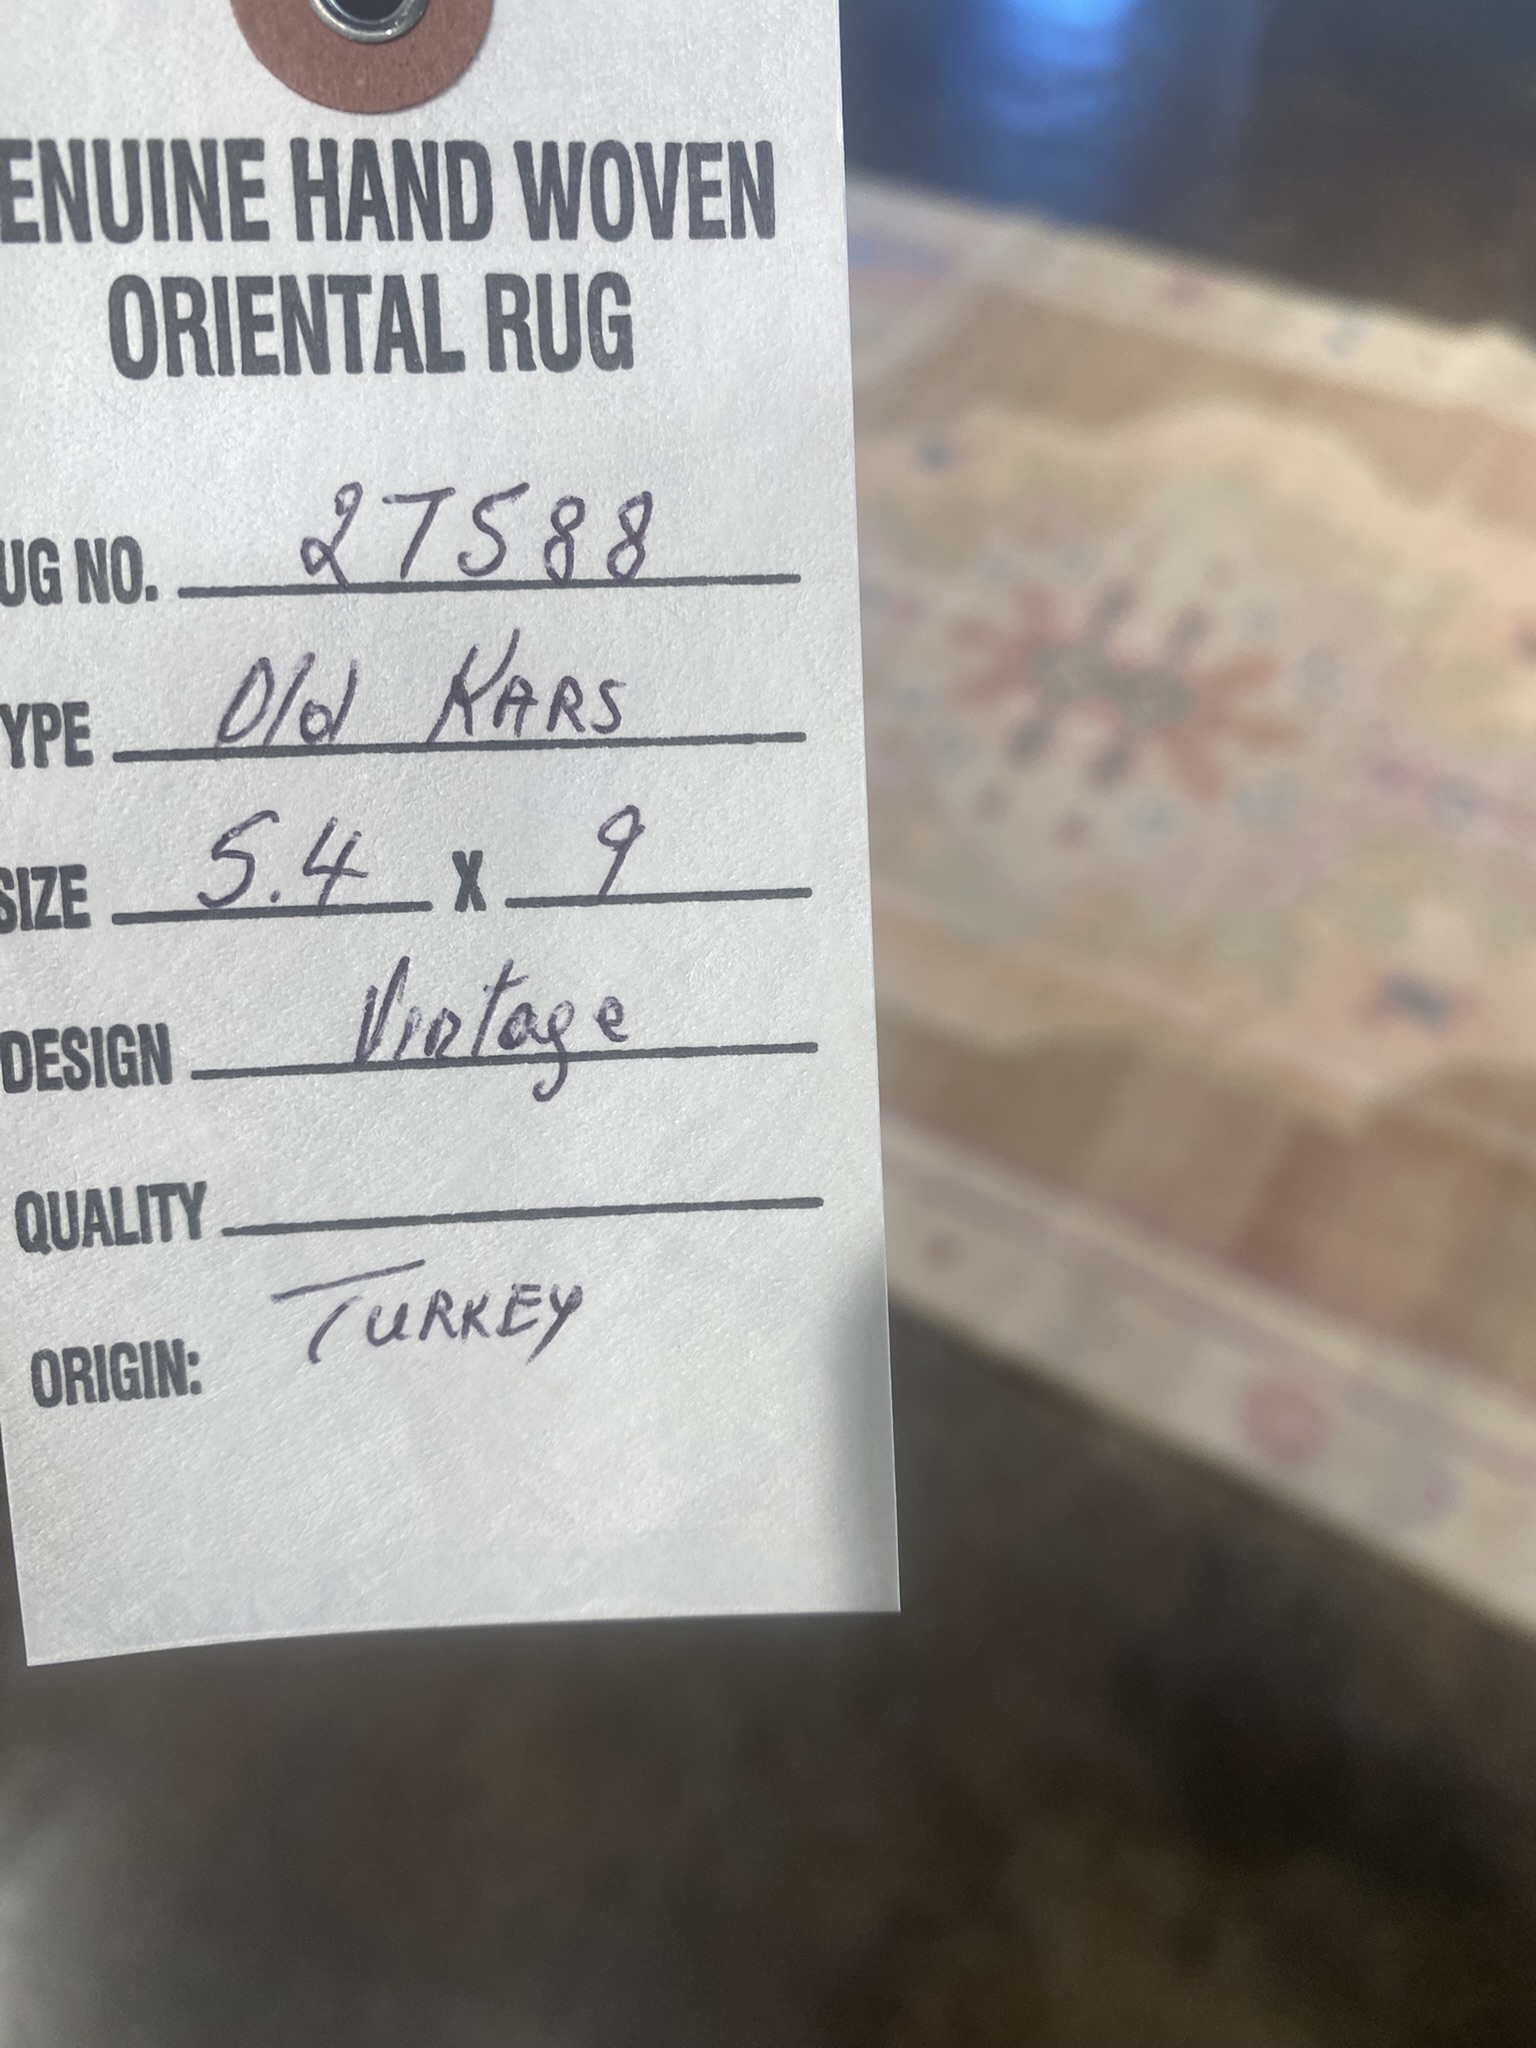 ENUINE HAND WOVEN
ORIENTAL RUG
UG NO. 27588
YPE Old KARS
SIZE 5.4 X 9
DESIGN Vintage
QUALITY
ORIGIN: TURKEY